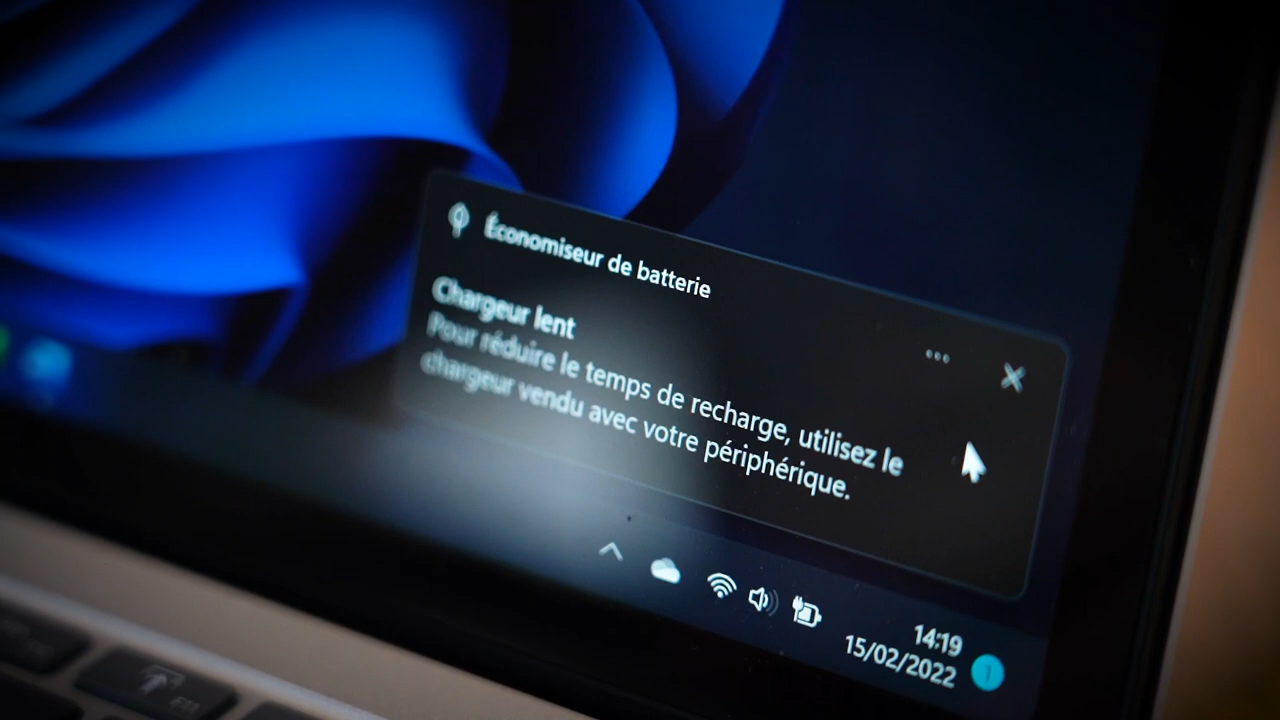 Économiseur de batterie
Chargeur lent
Pour réduire le temps de recharge, utilisez le
chargeur vendu avec votre périphérique.
14:19
15/02/2022
1